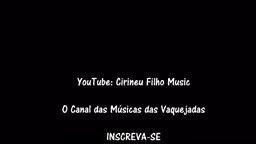 YouTube: Cirineu Filho Music
O Canal das Músicas das Vaquejadas
INSCREVA-SE